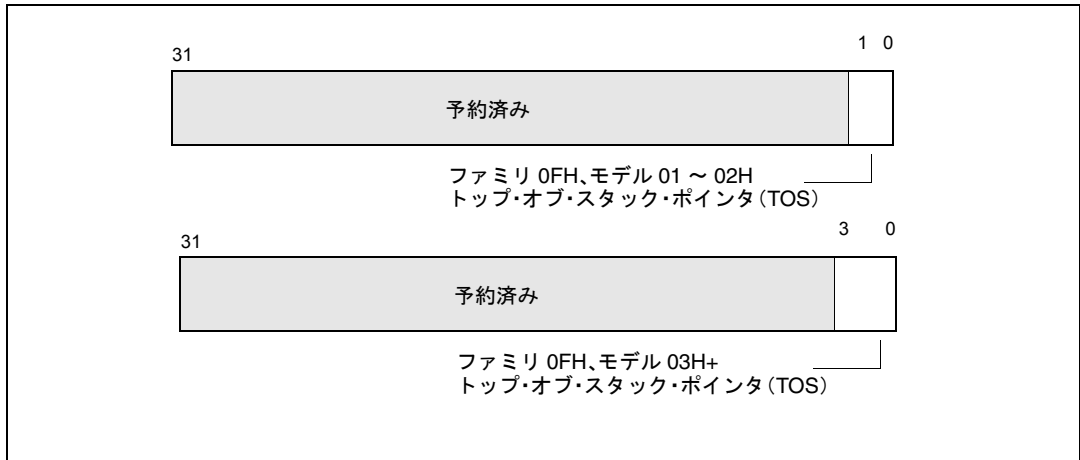 31 1 0
予約済み
ファミリ 0FH、モデル 01 ～ 02H
トップ・オブ・スタック・ポインタ（TOS）
31 3 0
予約済み
ファミリ 0FH、モデル 03H+
トップ・オブ・スタック・ポインタ（TOS）